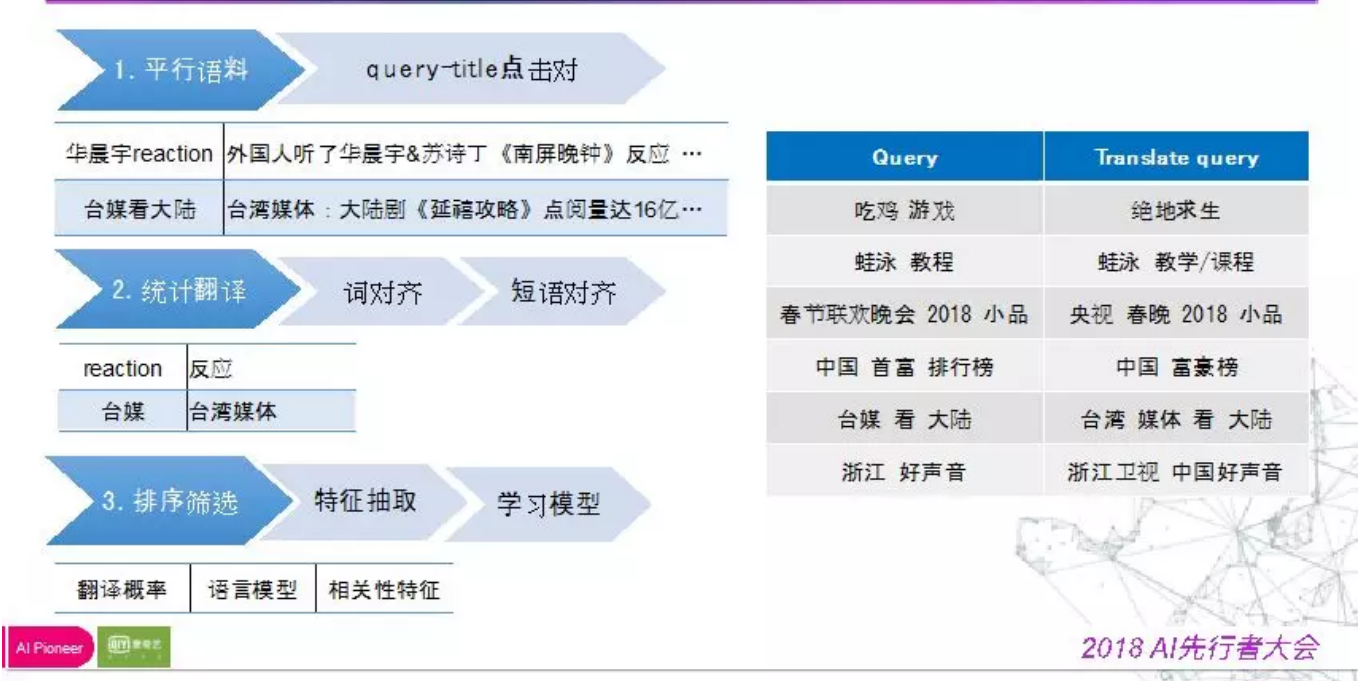 1. 平行语料
query-title点击对
华晨宇reaction 外国人听了华晨宇&苏诗丁《南屏晚钟》反应 …
台媒看大陆 台湾媒体：大陆剧《延禧攻略》点阅量达16亿…
2. 统计翻译
词对齐
短语对齐
reaction 反应
台媒 台湾媒体
3. 排序筛选
特征抽取
学习模型
翻译概率 语言模型 相关性特征
Query Translate query
吃鸡 游戏 绝地求生
蛙泳 教程 蛙泳 教学/课程
春节联欢晚会 2018 小品 央视 春晚 2018 小品
中国 首富 排行榜 中国 富豪榜
台媒 看 大陆 台湾 媒体 看 大陆
浙江 好声音 浙江卫视 中国好声音
AI Pioneer
QIYI 爱奇艺
2018 AI先行者大会